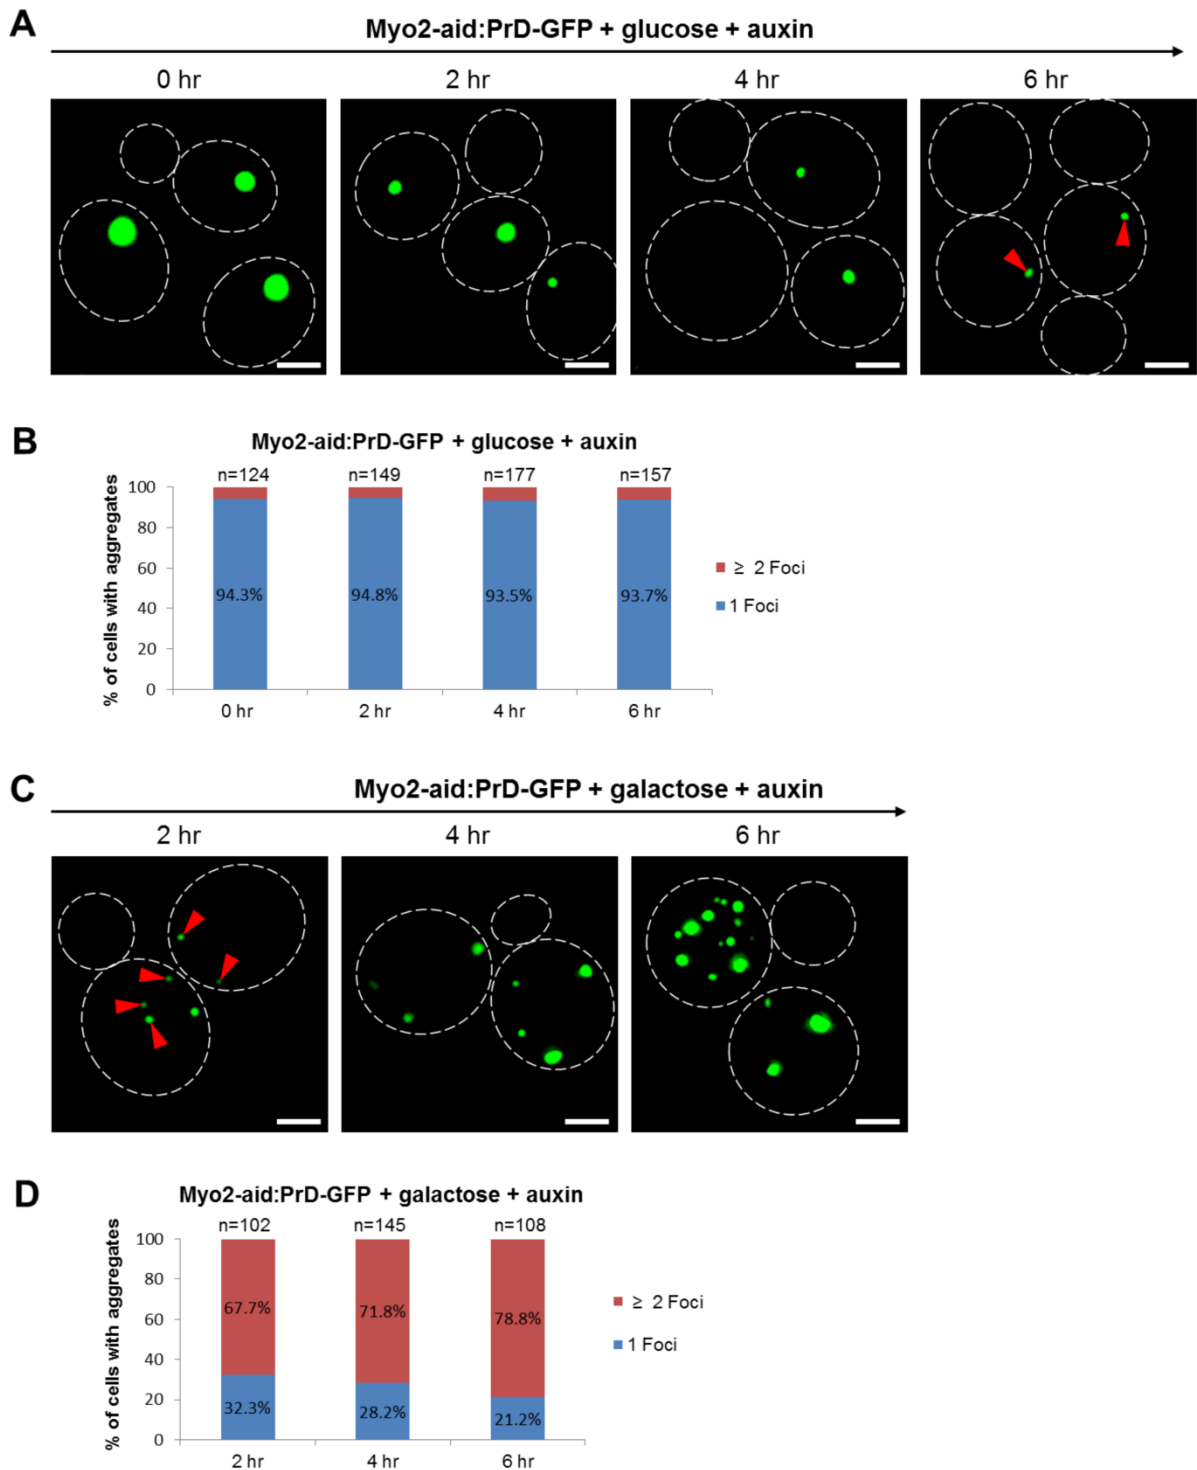 A
Myo2-aid:PrD-GFP + glucose + auxin
0 hr 2 hr 4 hr 6 hr
B
Myo2-aid:PrD-GFP + glucose + auxin
n=124 n=149 n=177 n=157
% of cells with aggregates
100
80
60
40
20
0
94.3% 94.8% 93.5% 93.7%
0 hr 2 hr 4 hr 6 hr
≥ 2 Foci
1 Foci
C
Myo2-aid:PrD-GFP + galactose + auxin
2 hr 4 hr 6 hr
D
Myo2-aid:PrD-GFP + galactose + auxin
n=102 n=145 n=108
% of cells with aggregates
100
80
60
40
20
0
67.7% 71.8% 78.8%
32.3% 28.2% 21.2%
2 hr 4 hr 6 hr
≥ 2 Foci
1 Foci